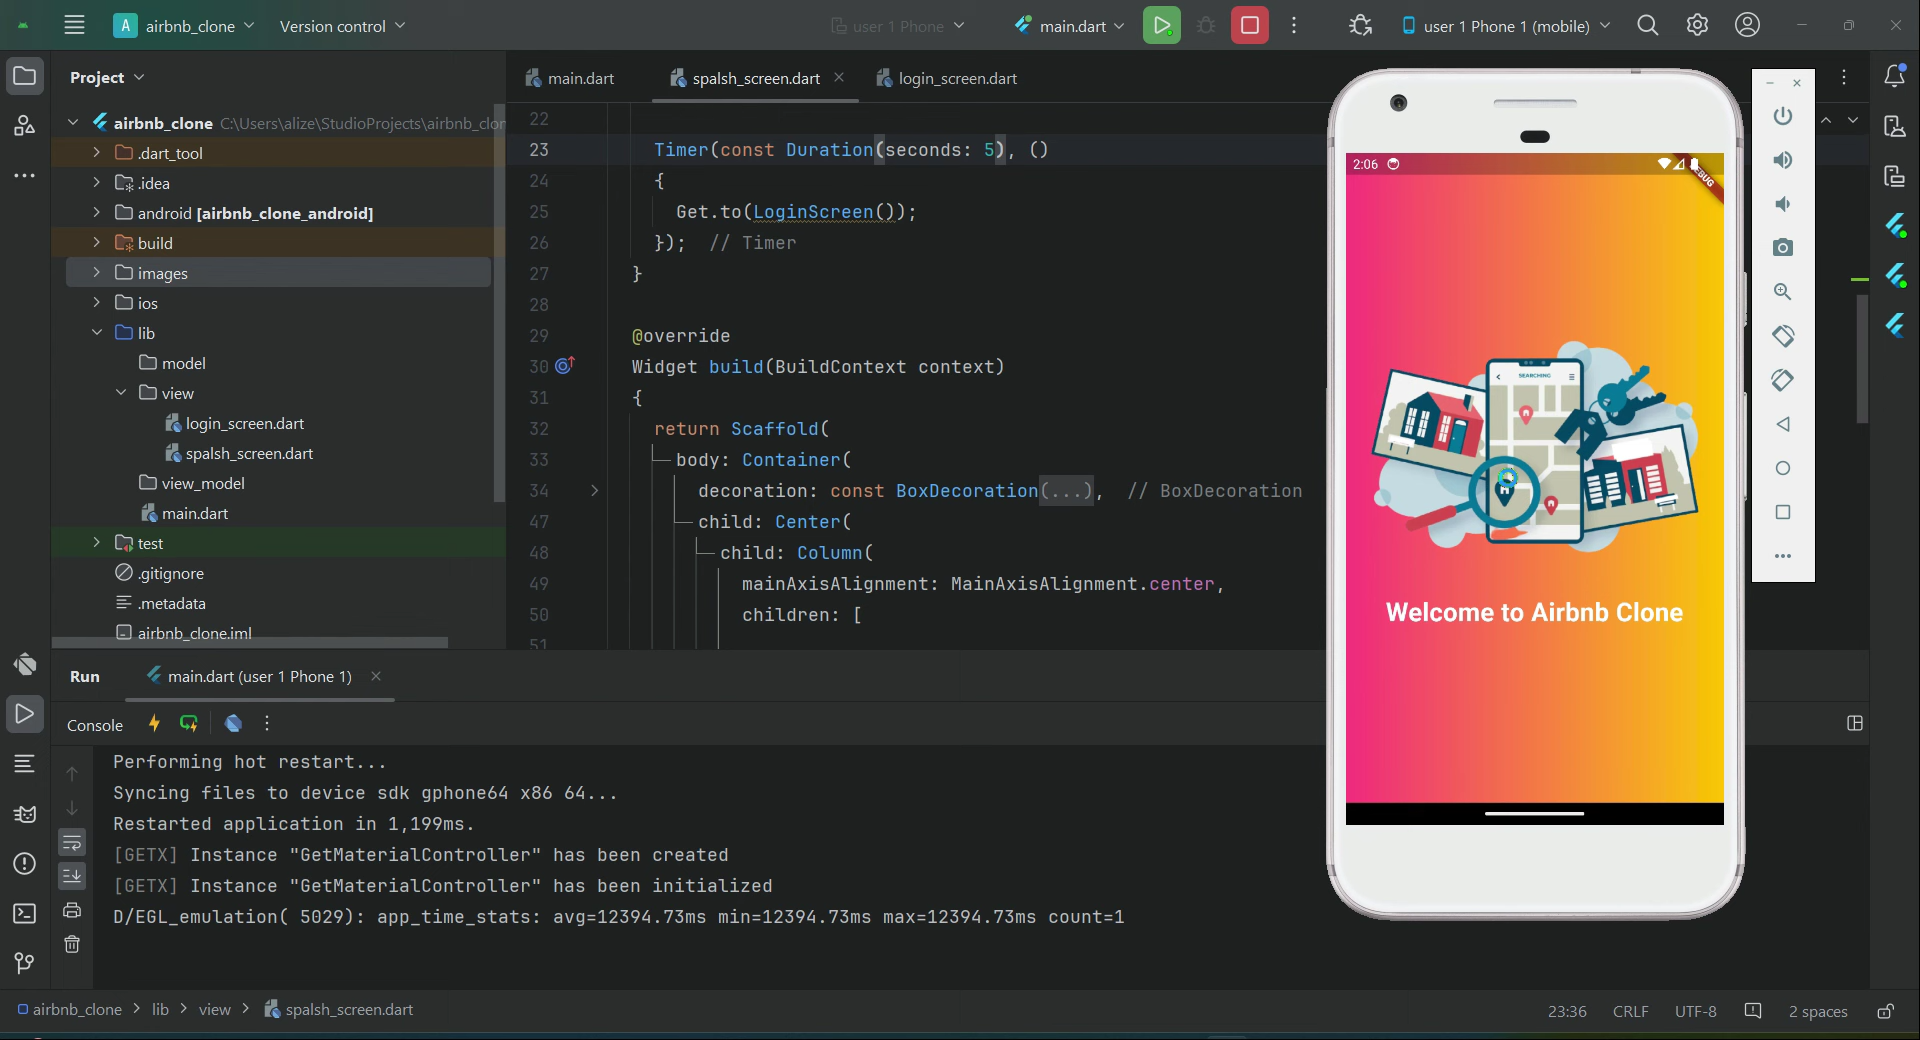 A airbnb_clone
Version control
user 1 Phone
main.dart
user 1 Phone 1 (mobile)
Project
main.dart
spalsh_screen.dart
login_screen.dart
airbnb_clone C:\Users\alize\StudioProjects\airbnb_clon
.dart_tool
.idea
android [airbnb_clone_android]
build
images
ios
lib
model
view
login_screen.dart
spalsh_screen.dart
view_model
main.dart
test
.gitignore
.metadata
airbnb_clone.iml
22
23 Timer(const Duration(seconds: 5), ()
24 {
25 Get.to(LoginScreen());
26 }); // Timer
27 }
28
29 @override
30 Widget build(BuildContext context)
31 {
32 return Scaffold(
33 body: Container(
34 decoration: const BoxDecoration(...), // BoxDecoration
47 child: Center(
48 child: Column(
49 mainAxisAlignment: MainAxisAlignment.center,
50 children: [
51
2:06
SEARCHING
Welcome to Airbnb Clone
Run
main.dart (user 1 Phone 1)
Console
Performing hot restart...
Syncing files to device sdk gphone64 x86 64...
Restarted application in 1,199ms.
[GETX] Instance "GetMaterialController" has been created
[GETX] Instance "GetMaterialController" has been initialized
D/EGL_emulation( 5029): app_time_stats: avg=12394.73ms min=12394.73ms max=12394.73ms count=1
airbnb_clone > lib > view > spalsh_screen.dart
23:36
CRLF
UTF-8
2 spaces